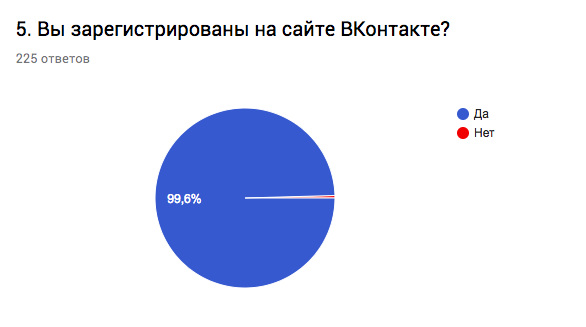 5. Вы зарегистрированы на сайте ВКонтакте?
225 ответов
Да
Нет
99,6%